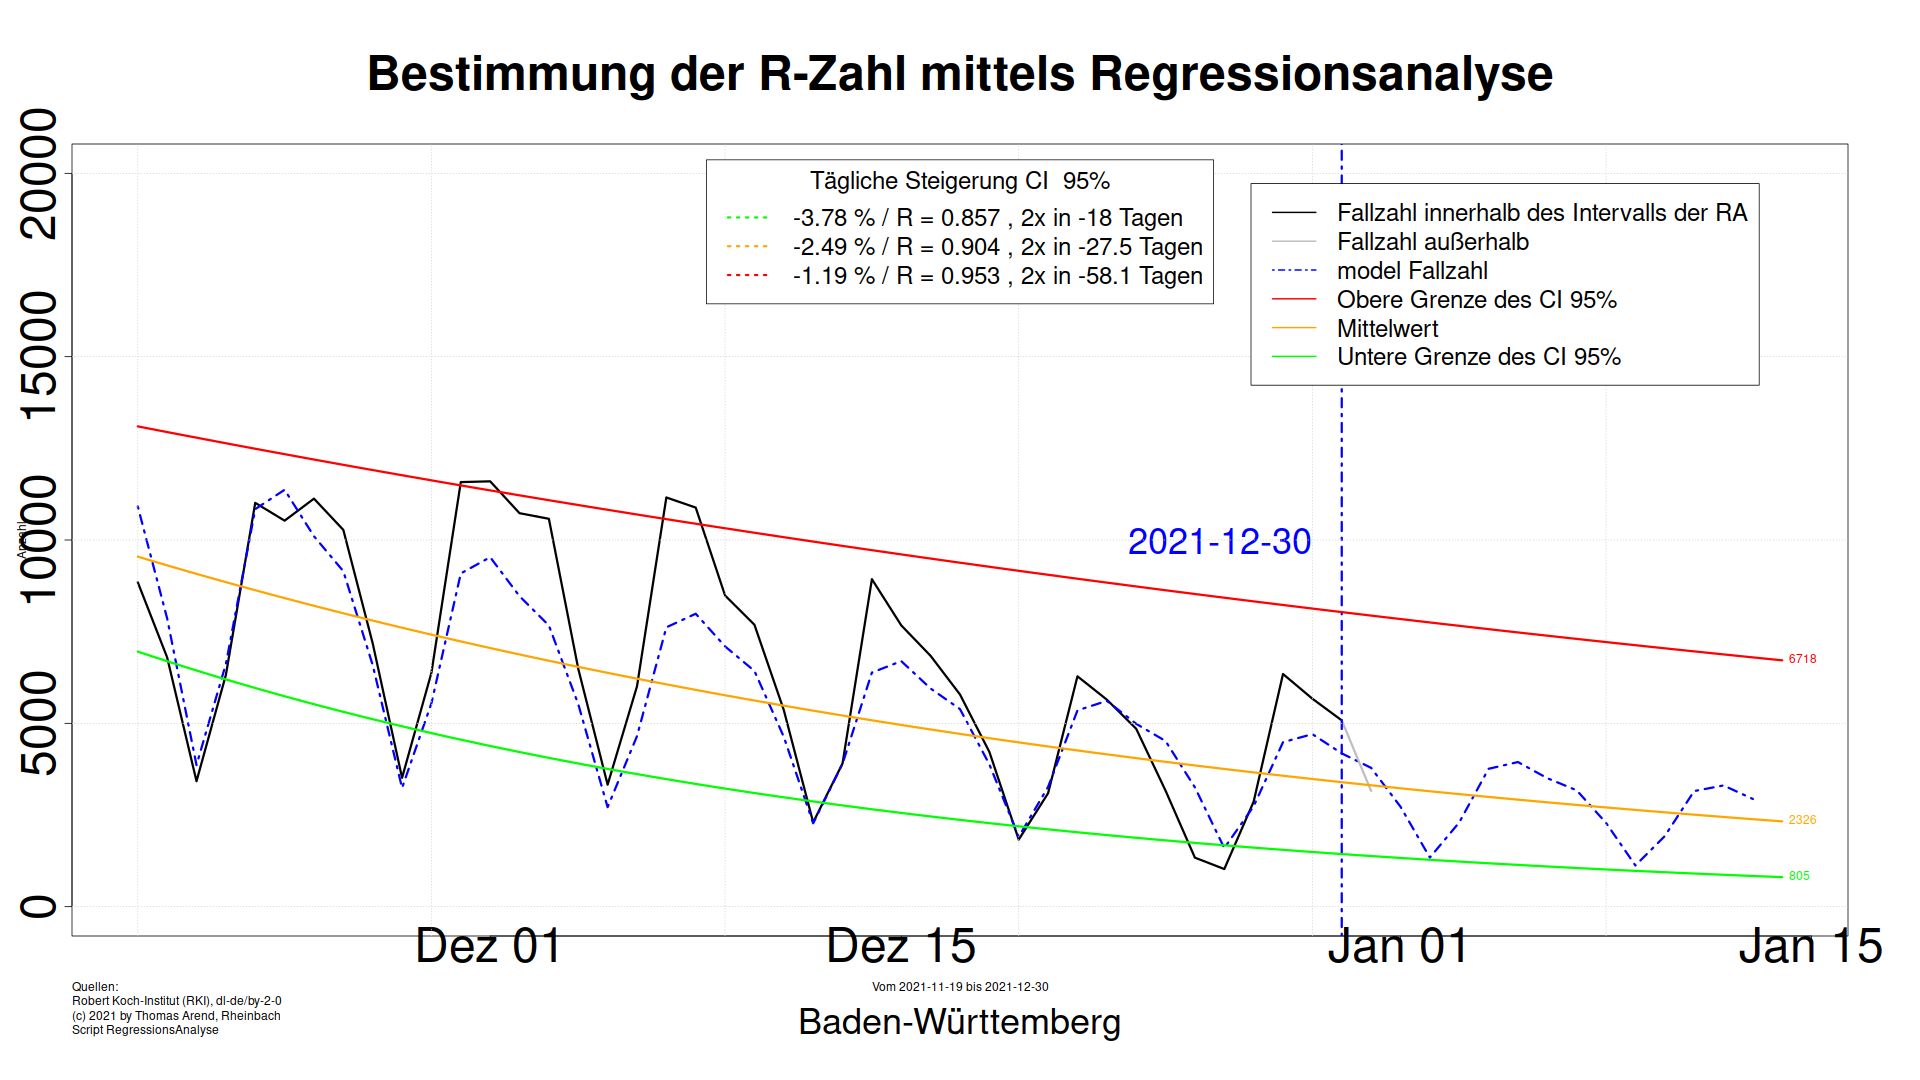 Bestimmung der R-Zahl mittels Regressionsanalyse
Tägliche Steigerung CI  95%
-3.78 % / R = 0.857 , 2x in -18 Tagen
-2.49 % / R = 0.904 , 2x in -27.5 Tagen
-1.19 % / R = 0.953 , 2x in -58.1 Tagen
Fallzahl innerhalb des Intervalls der RA
Fallzahl außerhalb
model Fallzahl
Obere Grenze des CI 95%
Mittelwert
Untere Grenze des CI 95%
20000
15000
10000
5000
0
Anzahl
2021-12-30
6718
2326
805
Dez 01
Dez 15
Jan 01
Jan 15
Quellen:
Robert Koch-Institut (RKI), dl-de/by-2-0
(c) 2021 by Thomas Arend, Rheinbach
Script RegressionsAnalyse
Vom 2021-11-19 bis 2021-12-30
Baden-Württemberg